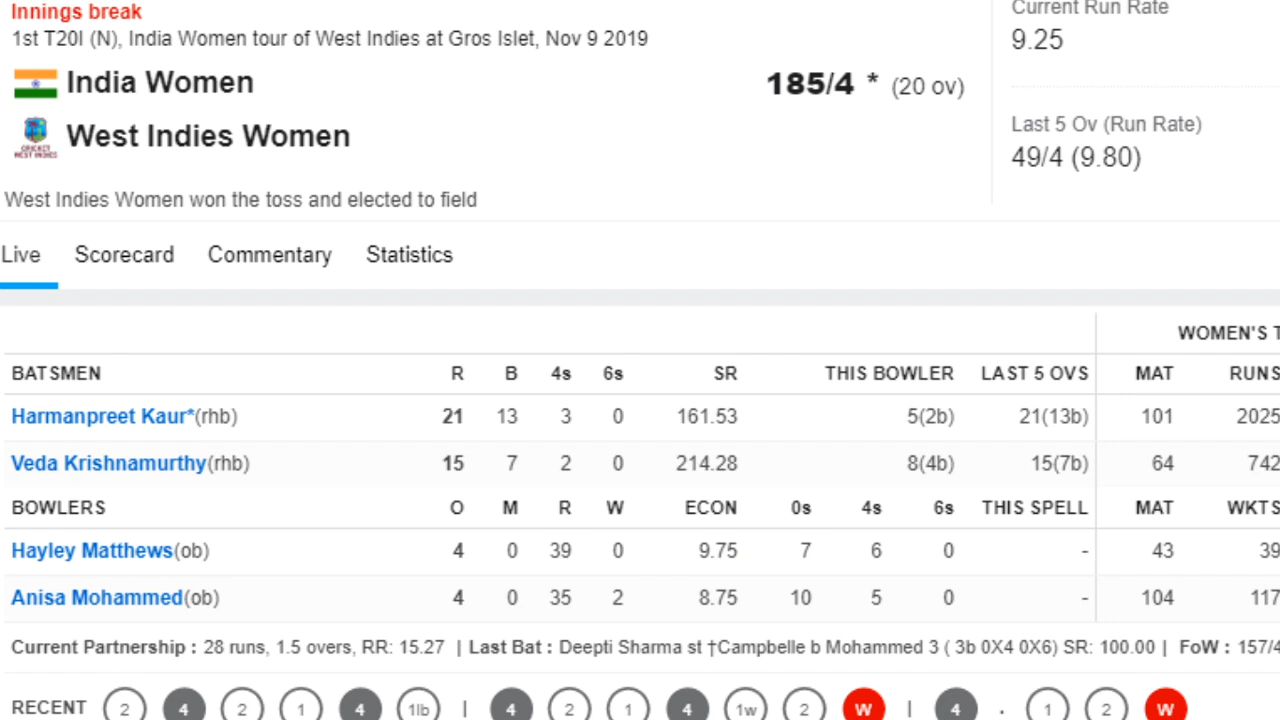 Innings break
1st T20I (N), India Women tour of West Indies at Gros Islet, Nov 9 2019
India Women 185/4 * (20 ov)
CRICKET
WEST INDIES
West Indies Women
West Indies Women won the toss and elected to field
Current Run Rate
9.25
Last 5 Ov (Run Rate)
49/4 (9.80)
Live Scorecard Commentary Statistics
WOMEN'S T
BATSMEN R B 4s 6s SR THIS BOWLER LAST 5 OVS MAT RUNS
Harmanpreet Kaur*(rhb) 21 13 3 0 161.53 5(2b) 21(13b) 101 2025
Veda Krishnamurthy(rhb) 15 7 2 0 214.28 8(4b) 15(7b) 64 742
BOWLERS O M R W ECON 0s 4s 6s THIS SPELL MAT WKTS
Hayley Matthews(ob) 4 0 39 0 9.75 7 6 0 - 43 39
Anisa Mohammed(ob) 4 0 35 2 8.75 10 5 0 - 104 117
Current Partnership : 28 runs, 1.5 overs, RR: 15.27 | Last Bat : Deepti Sharma st †Campbelle b Mohammed 3 ( 3b 0X4 0X6) SR: 100.00 | FoW : 157/4
RECENT 2 4 2 1 4 1lb | 4 2 1 4 1w 2 W | 4 . 1 2 W